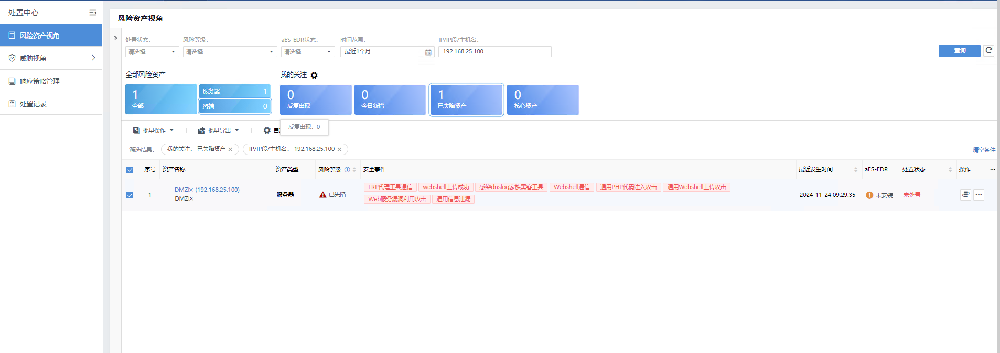 处置中心
风险资产视角
威胁视角
响应策略管理
处置记录
风险资产视角
处置状态: 风险等级: aES-EDR状态: 时间范围: IP/IP段/主机名:
请选择 请选择 请选择 最近1个月 192.168.25.100 查询
全部风险资产 我的关注
1 全部
服务器 1
终端 0
0 反复出现
0 今日新增
1 已失陷资产
0 核心资产
批量操作 批量导出
反复出现: 0
筛选结果: 我的关注: 已失陷资产 IP/IP段/主机名: 192.168.25.100 清空条件
序号 资产名称 资产类型 风险等级 安全事件 最近发生时间 aES-EDR... 处置状态 操作 ...
1 DMZ区 (192.168.25.100) 服务器 已失陷 FRP代理工具通信 webshell上传成功 感染dnslog家族黑客工具 Webshell通信 通用PHP代码注入攻击 通用Webshell上传攻击 2024-11-24 09:29:35 未安装 未处置
DMZ区 Web服务漏洞利用攻击 通用信息泄漏